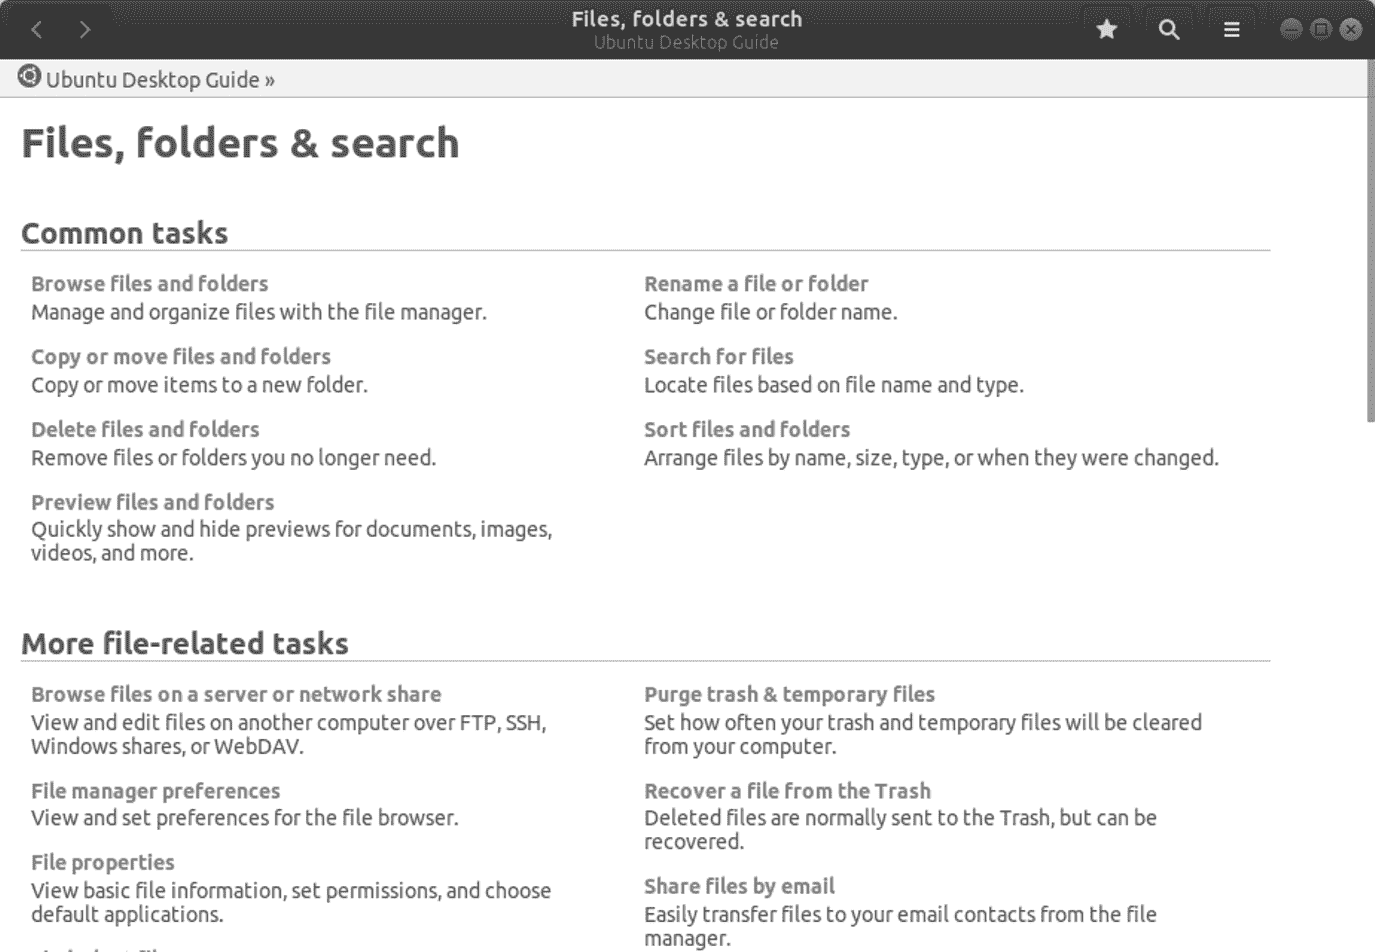 Files, folders & search
Ubuntu Desktop Guide
Ubuntu Desktop Guide »
Files, folders & search
Common tasks
Browse files and folders
Manage and organize files with the file manager.
Copy or move files and folders
Copy or move items to a new folder.
Delete files and folders
Remove files or folders you no longer need.
Preview files and folders
Quickly show and hide previews for documents, images,
videos, and more.
Rename a file or folder
Change file or folder name.
Search for files
Locate files based on file name and type.
Sort files and folders
Arrange files by name, size, type, or when they were changed.
More file-related tasks
Browse files on a server or network share
View and edit files on another computer over FTP, SSH,
Windows shares, or WebDAV.
File manager preferences
View and set preferences for the file browser.
File properties
View basic file information, set permissions, and choose
default applications.
Purge trash & temporary files
Set how often your trash and temporary files will be cleared
from your computer.
Recover a file from the Trash
Deleted files are normally sent to the Trash, but can be
recovered.
Share files by email
Easily transfer files to your email contacts from the file
manager.